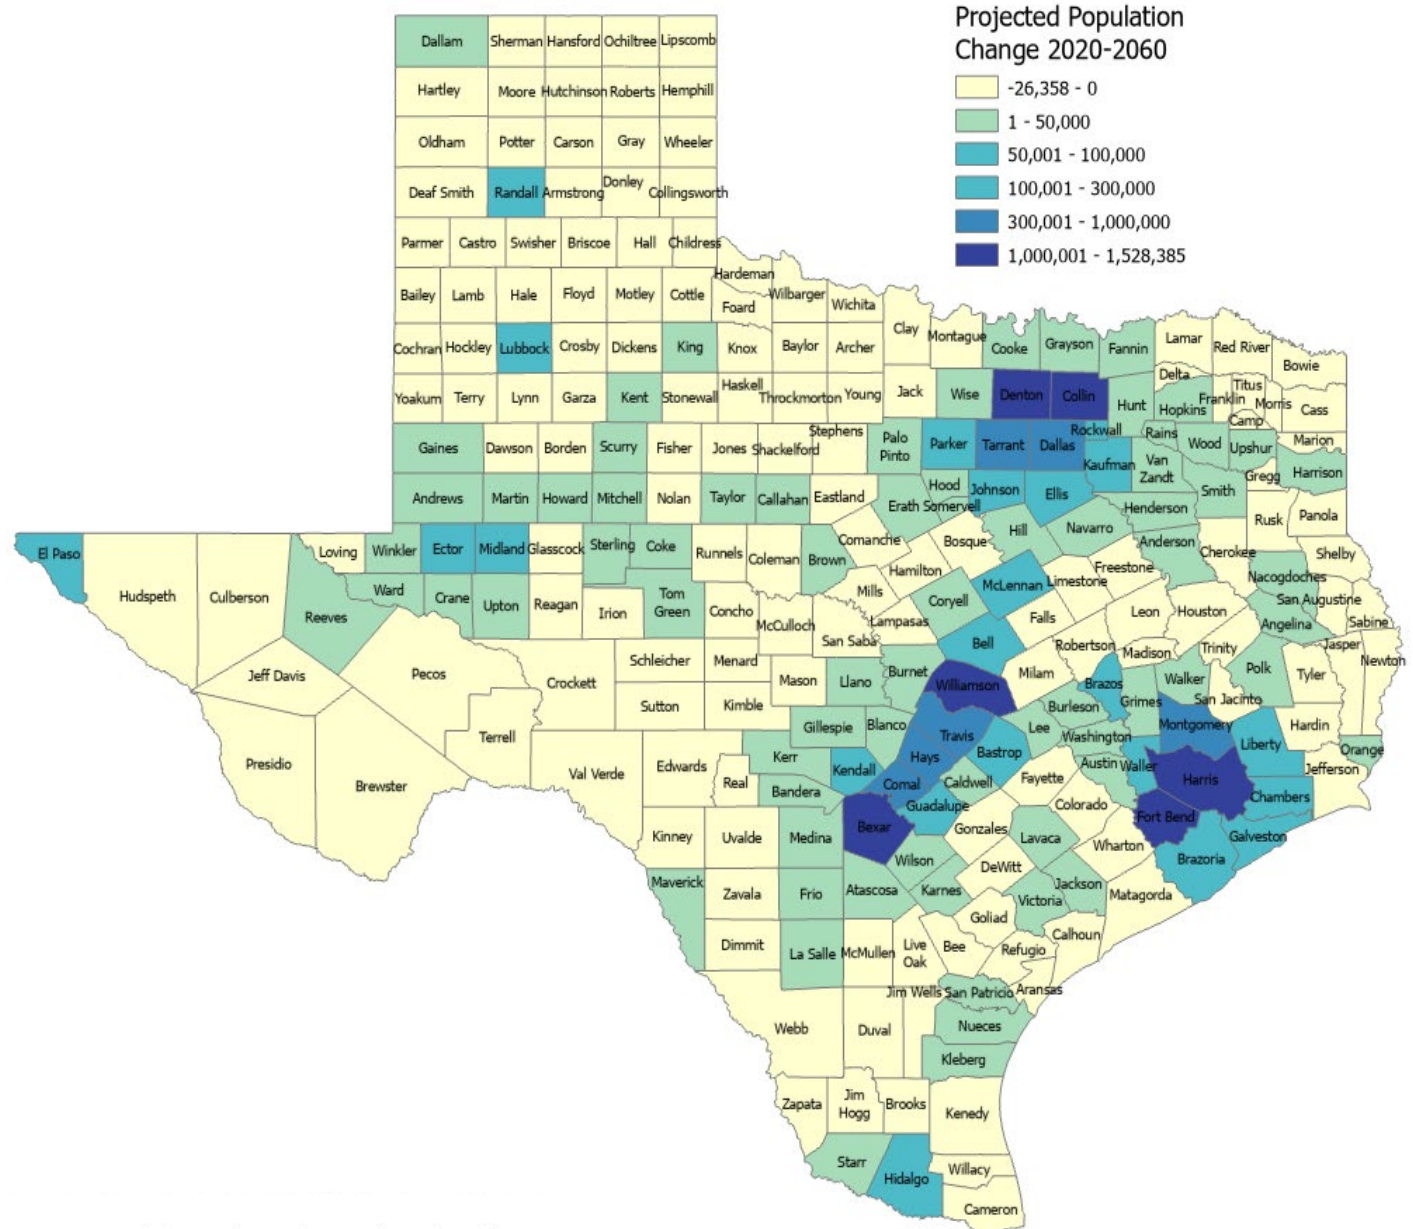 Projected Population
Change 2020-2060
-26,358 - 0
1 - 50,000
50,001 - 100,000
100,001 - 300,000
300,001 - 1,000,000
1,000,001 - 1,528,385
Dallam Sherman Hansford Ochiltree Lipscomb
Hartley Moore Hutchinson Roberts Hemphill
Oldham Potter Carson Gray Wheeler
Deaf Smith Randall Armstrong Donley Collingsworth
Parmer Castro Swisher Briscoe Hall Childress
Hardeman
Bailey Lamb Hale Floyd Motley Cottle Foard Wilbarger Wichita
Clay Montague
Cochran Hockley Lubbock Crosby Dickens King Knox Baylor Archer Cooke Grayson Fannin Lamar Red River Bowie
Yoakum Terry Lynn Garza Kent Stonewall Haskell Throckmorton Young Jack Wise Denton Collin Hunt Delta Hopkins Franklin Titus Morris Camp Cass
Gaines Dawson Borden Scurry Fisher Jones Shackelford Stephens Palo
Pinto Parker Tarrant Dallas Rockwall Kaufman Rains Van
Zandt Wood Upshur Marion
Gregg Harrison
Andrews Martin Howard Mitchell Nolan Taylor Callahan Eastland Erath Hood Somervell Johnson Ellis Henderson Smith Rusk Panola
El Paso Hudspeth Culberson Reeves Loving Winkler Ector Midland Glasscock Sterling Coke Runnels Coleman Brown Comanche Hamilton Bosque Hill Navarro Anderson Cherokee Shelby
Ward Crane Upton Reagan Irion Tom
Green Concho McCulloch San Saba Mills Lampasas Coryell McLennan Limestone Freestone Falls Leon Houston Nacogdoches San Augustine Sabine Angelina
Jeff Davis Pecos Crockett Schleicher Menard Mason Llano Burnet Bell Williamson Milam Robertson Madison Brazos Walker Trinity Polk Tyler Jasper Newton
Sutton Kimble Gillespie Blanco Travis Lee Burleson Grimes Washington Montgomery San Jacinto Liberty Hardin Orange
Presidio Brewster Terrell Val Verde Edwards Real Kerr Bandera Kendall Hays Comal Bastrop Caldwell Guadalupe Fayette Austin Waller Harris Chambers Jefferson
Kinney Uvalde Medina Bexar Wilson Gonzales Lavaca Colorado Wharton Fort Bend Brazoria Galveston
Maverick Zavala Frio Atascosa Karnes DeWitt Victoria Jackson Matagorda
Dimmit La Salle McMullen Live
Oak Bee Goliad Refugio Calhoun
Jim Wells San Patricio Aransas
Webb Duval Nueces
Kleberg
Zapata Jim
Hogg Brooks Kenedy
Starr Hidalgo Willacy
Cameron